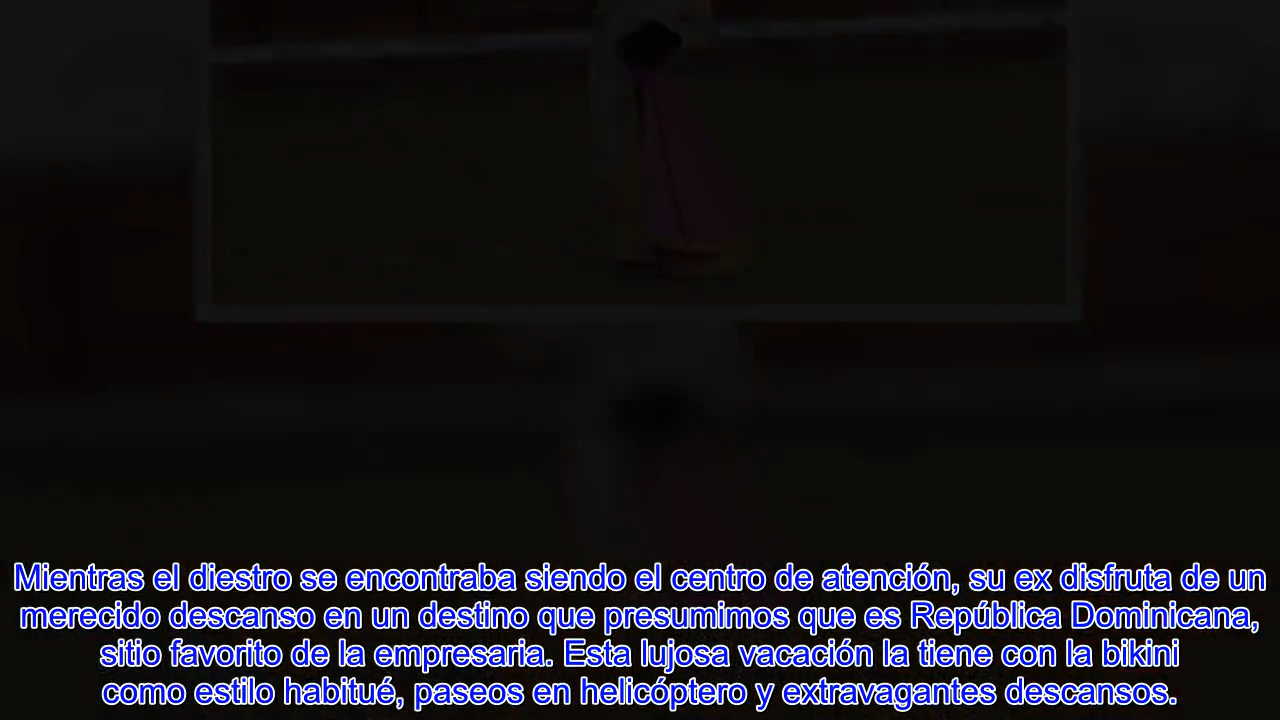 Mientras el diestro se encontraba siendo el centro de atención, su ex disfruta de un
merecido descanso en un destino que presumimos que es República Dominicana,
sitio favorito de la empresaria. Esta lujosa vacación la tiene con la bikini
como estilo habitué, paseos en helicóptero y extravagantes descansos.